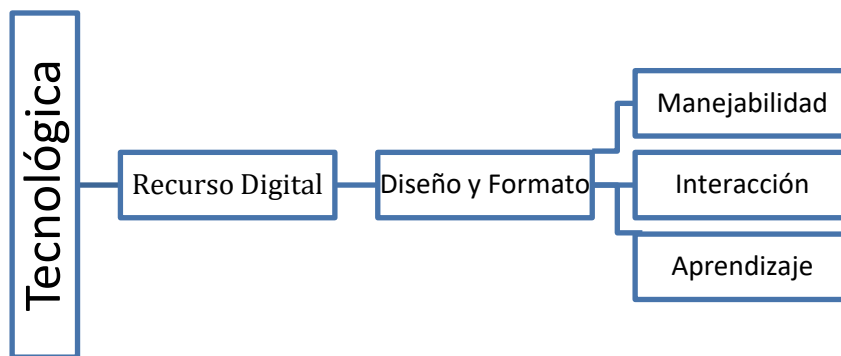 Tecnológica
Recurso Digital
Diseño y Formato
Manejabilidad
Interacción
Aprendizaje